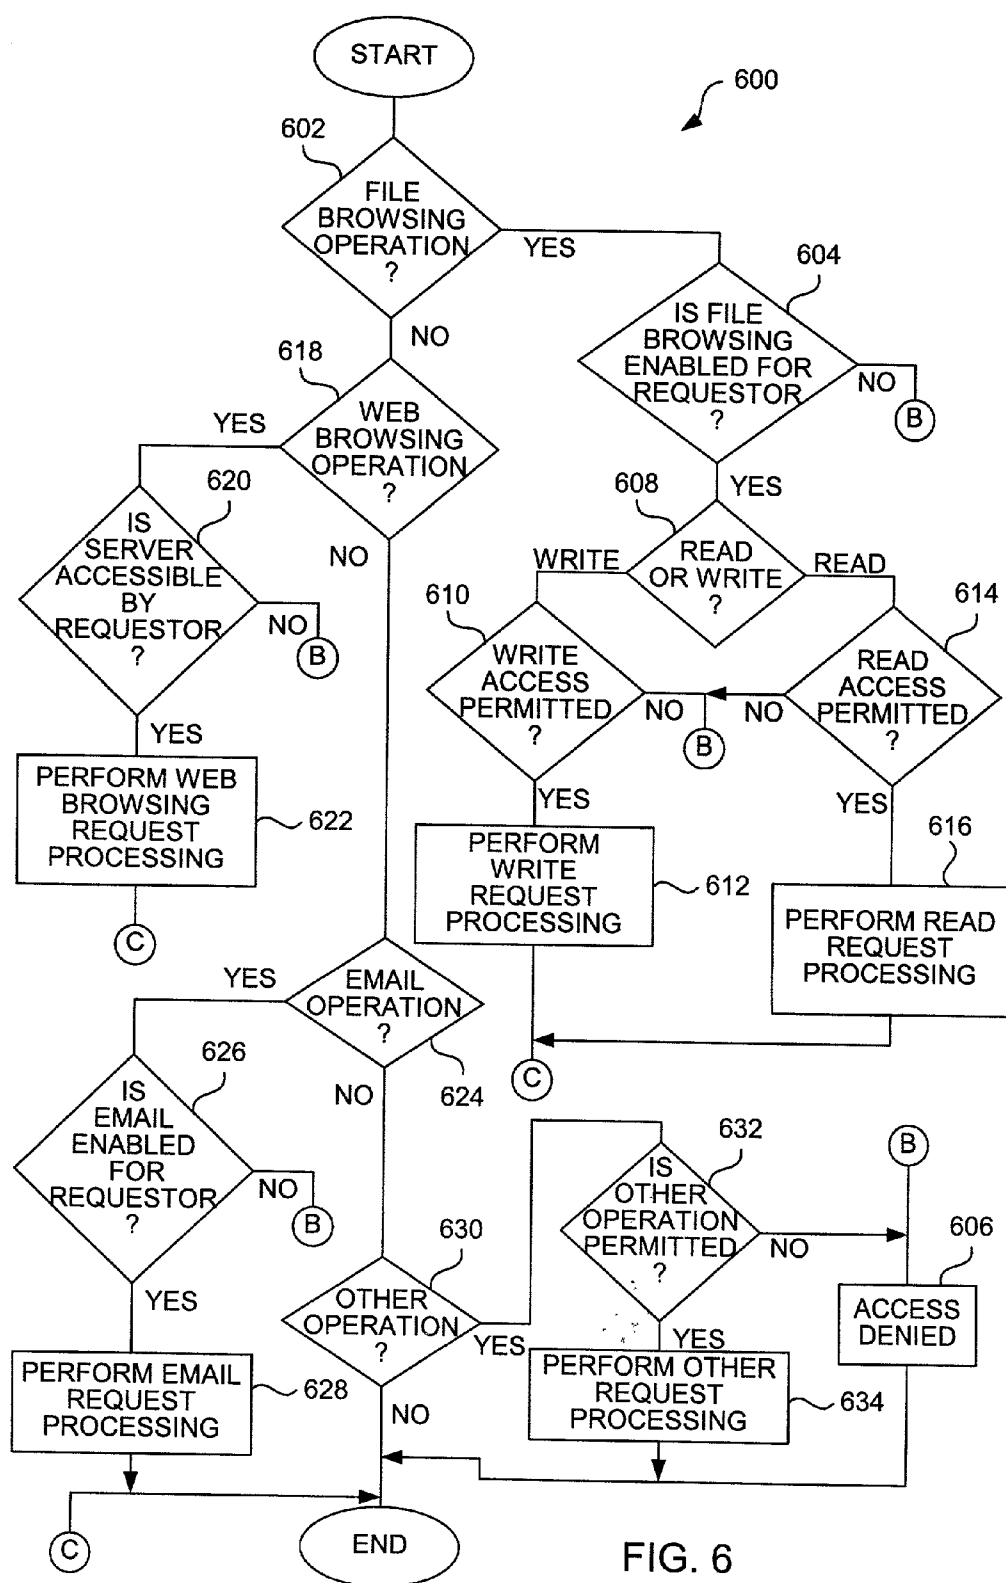 START
600
602
FILE
BROWSING
OPERATION
?
YES
NO
604
IS FILE
BROWSING
ENABLED FOR
REQUESTOR
?
NO
B
YES
618
WEB
BROWSING
OPERATION
?
YES
NO
620
IS
SERVER
ACCESSIBLE
BY
REQUESTOR
?
NO
B
YES
PERFORM WEB
BROWSING
REQUEST
PROCESSING
622
C
608
READ
OR WRITE
?
WRITE
READ
610
WRITE
ACCESS
PERMITTED
?
NO
B
YES
614
READ
ACCESS
PERMITTED
?
NO
YES
PERFORM
WRITE
REQUEST
PROCESSING
612
616
PERFORM READ
REQUEST
PROCESSING
C
EMAIL
OPERATION
?
624
YES
NO
626
IS
EMAIL
ENABLED
FOR
REQUESTOR
?
NO
B
YES
PERFORM EMAIL
REQUEST
PROCESSING
628
630
OTHER
OPERATION
?
YES
NO
632
IS
OTHER
OPERATION
PERMITTED
?
NO
YES
B
606
ACCESS
DENIED
PERFORM OTHER
REQUEST
PROCESSING
634
C
END
FIG. 6